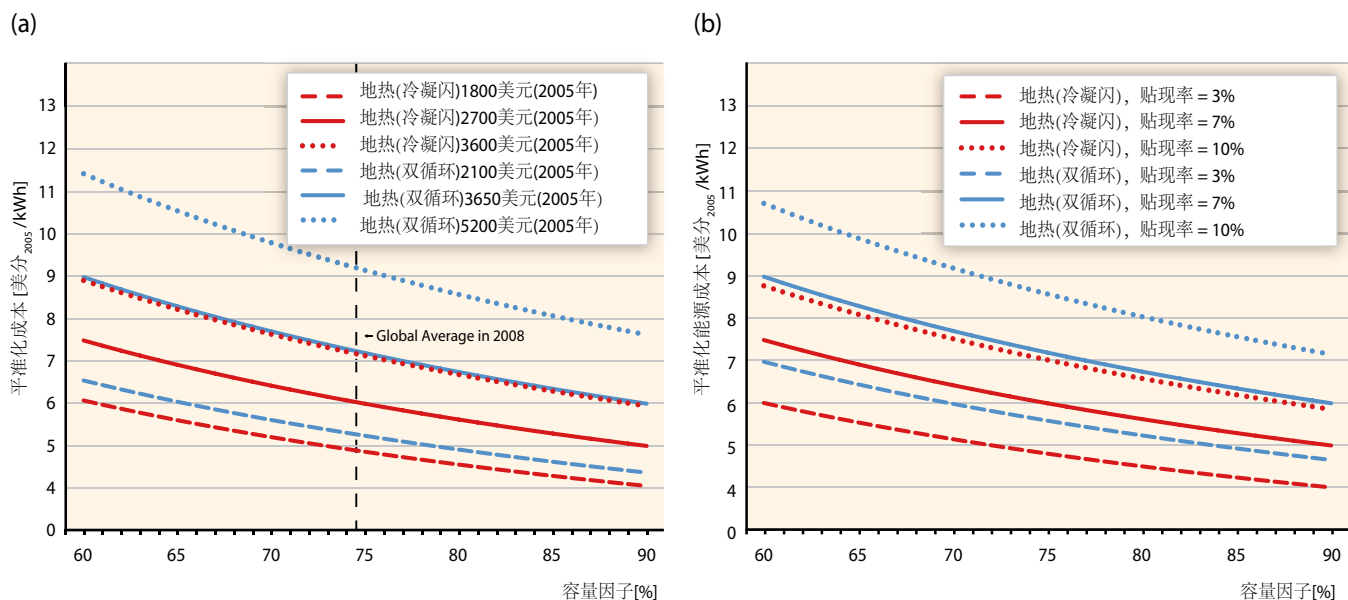 (a)
平准化成本 [美分2005 /kWh]
13
12
11
10
9
8
7
6
5
4
0
地热(冷凝闪)1800美元(2005年)
地热(冷凝闪)2700美元(2005年)
地热(冷凝闪)3600美元(2005年)
地热(双循环)2100美元(2005年)
地热(双循环)3650美元(2005年)
地热(双循环)5200美元(2005年)
Global Average in 2008
60 65 70 75 80 85 90
容量因子[%]
(b)
平准化能源成本 [美分2005 /kWh]
13
12
11
10
9
8
7
6
5
4
0
地热(冷凝闪)，贴现率 = 3%
地热(冷凝闪)，贴现率 = 7%
地热(冷凝闪)，贴现率 = 10%
地热(双循环)，贴现率 = 3%
地热(双循环)，贴现率 = 7%
地热(双循环)，贴现率 = 10%
60 65 70 75 80 85 90
容量因子[%]